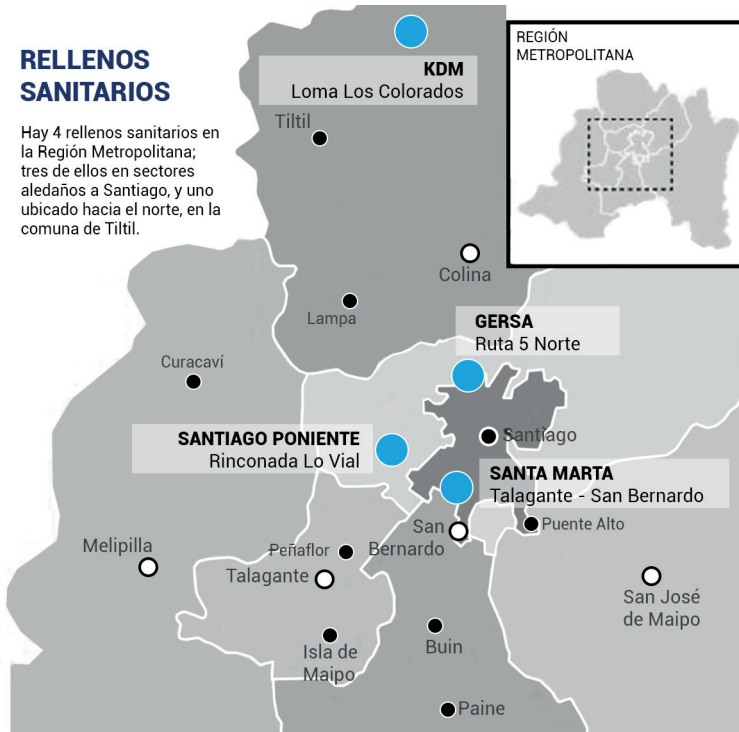 RELLENOS
SANITARIOS
Hay 4 rellenos sanitarios en
la Región Metropolitana;
tres de ellos en sectores
aledaños a Santiago, y uno
ubicado hacia el norte, en la
comuna de Tiltil.
REGIÓN
METROPOLITANA
KDM
Loma Los Colorados
Tiltil
Colina
Lampa
GERSA
Ruta 5 Norte
Curacaví
SANTIAGO PONIENTE
Rinconada Lo Vial
Santiago
SANTA MARTA
Talagante - San Bernardo
San
Bernardo
Puente Alto
Melipilla
Peñaflor
Talagante
San José
de Maipo
Isla de
Maipo
Buin
Paine